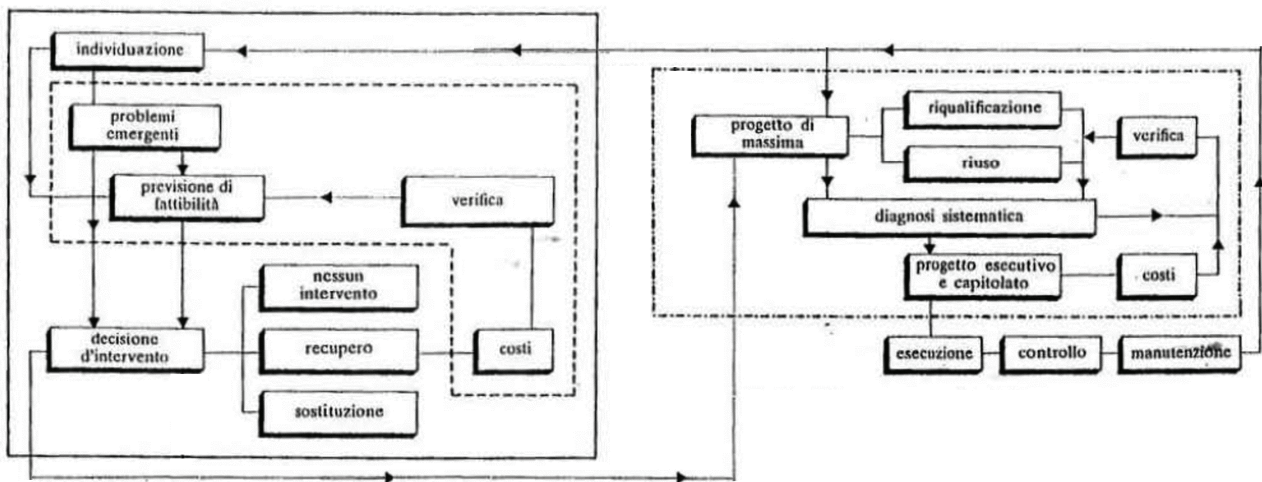 individuazione
problemi
emergenti
previsione di
fattibilità
verifica
nessun
intervento
decisione
d'intervento
recupero
costi
sostituzione
progetto di
massima
riqualificazione
riuso
verifica
diagnosi sistematica
progetto esecutivo
e capitolato
costi
esecuzione
controllo
manutenzione